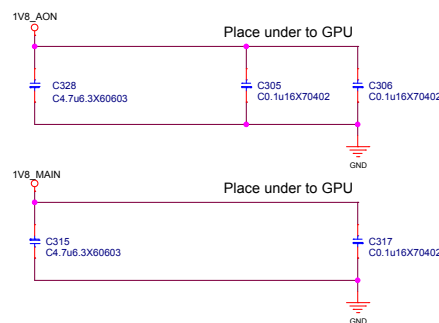 1V8_AON
Place under to GPU
C328
C4.7u6.3X60603
C305
C0.1u16X70402
C306
C0.1u16X70402
GND
1V8_MAIN
Place under to GPU
C315
C4.7u6.3X60603
C317
C0.1u16X70402
GND